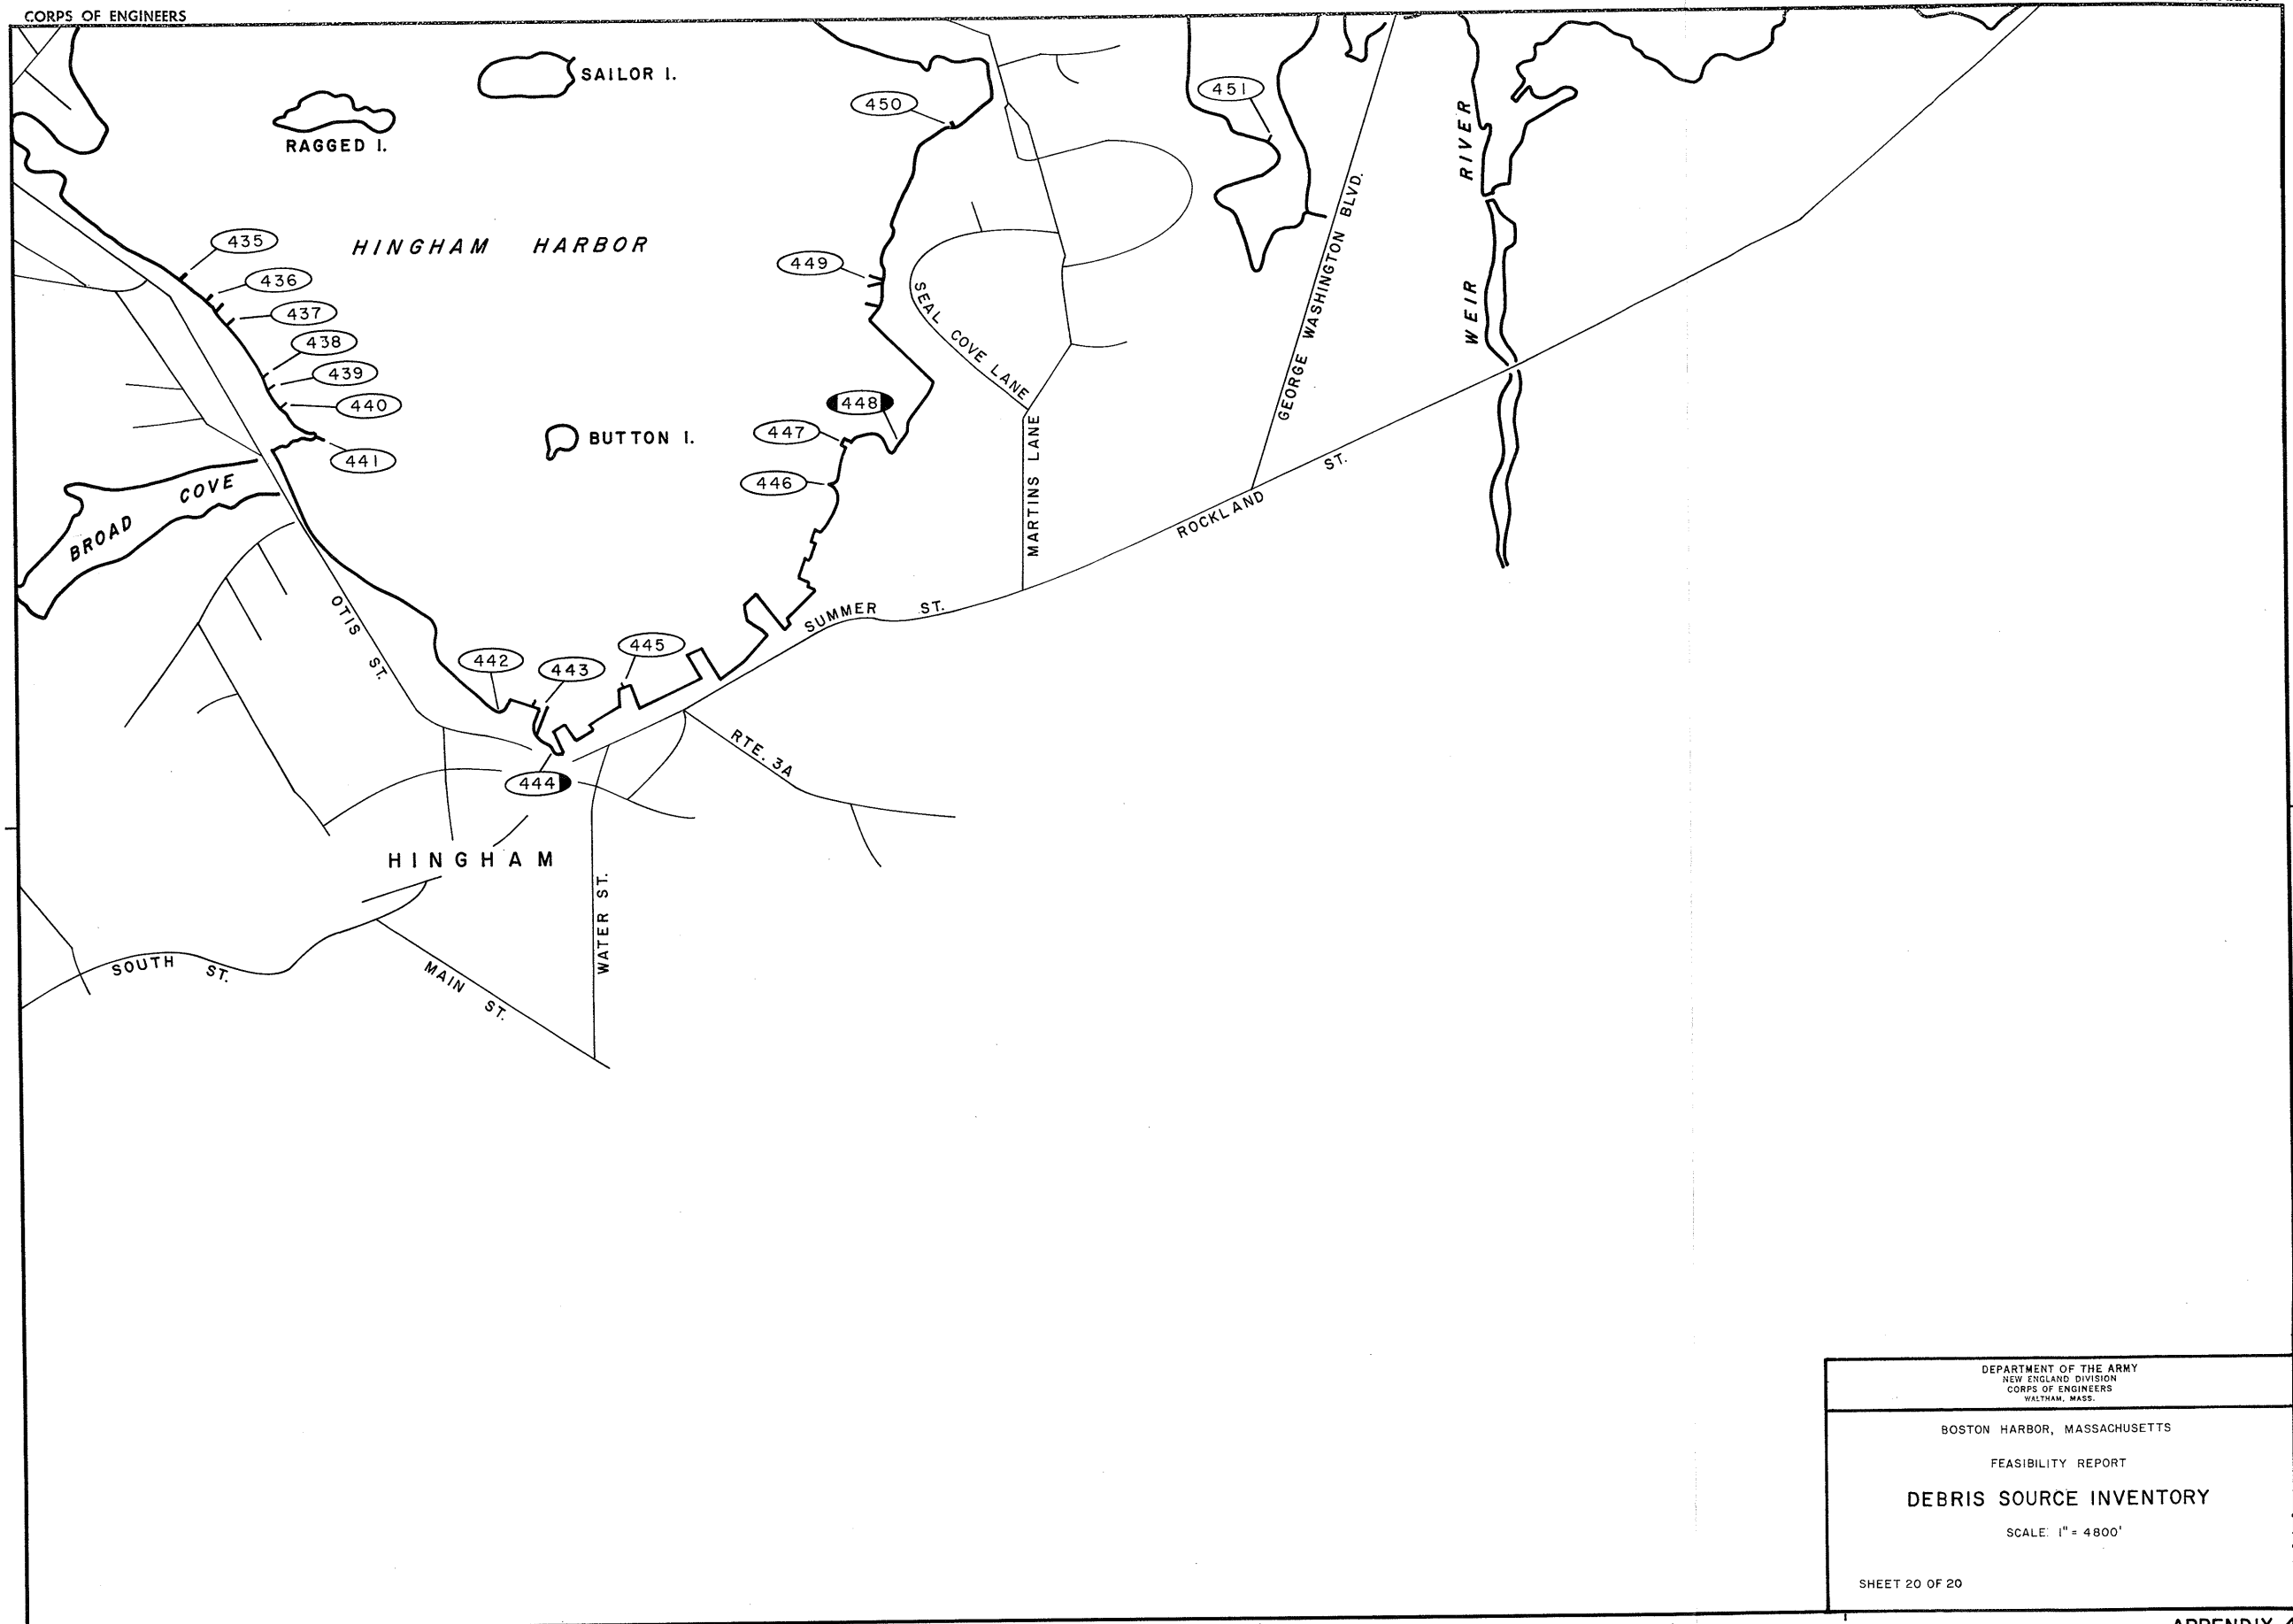 CORPS OF ENGINEERS
SAILOR I.
RAGGED I.
450
451
RIVER
WEIR
HINGHAM HARBOR
435
436
437
438
439
440
441
449
SEAL COVE LANE
GEORGE WASHINGTON BLVD.
448
447
446
BUTTON I.
MARTINS LANE
BROAD COVE
ROCKLAND ST.
OTIS ST.
SUMMER ST.
442
443
445
444
RTE. 3A
HINGHAM
WATER ST.
SOUTH ST.
MAIN ST.
DEPARTMENT OF THE ARMY
NEW ENGLAND DIVISION
CORPS OF ENGINEERS
WALTHAM, MASS.
BOSTON HARBOR, MASSACHUSETTS
FEASIBILITY REPORT
DEBRIS SOURCE INVENTORY
SCALE: 1" = 4800'
SHEET 20 OF 20
APPENDIX